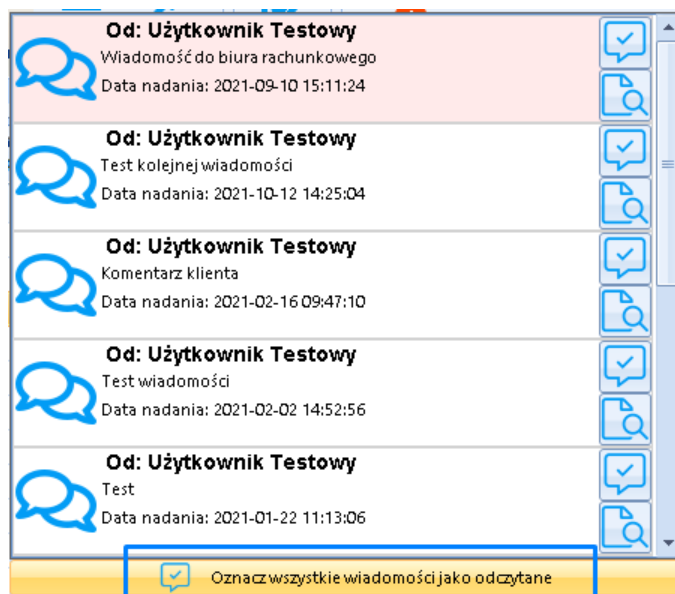 Od: Użytkownik Testowy
Wiadomość do biura rachunkowego
Data nadania: 2021-09-10 15:11:24
Od: Użytkownik Testowy
Test kolejnej wiadomości
Data nadania: 2021-10-12 14:25:04
Od: Użytkownik Testowy
Komentarz klienta
Data nadania: 2021-02-16 09:47:10
Od: Użytkownik Testowy
Test wiadomości
Data nadania: 2021-02-02 14:52:56
Od: Użytkownik Testowy
Test
Data nadania: 2021-01-22 11:13:06
Oznacz wszystkie wiadomości jako odczytane